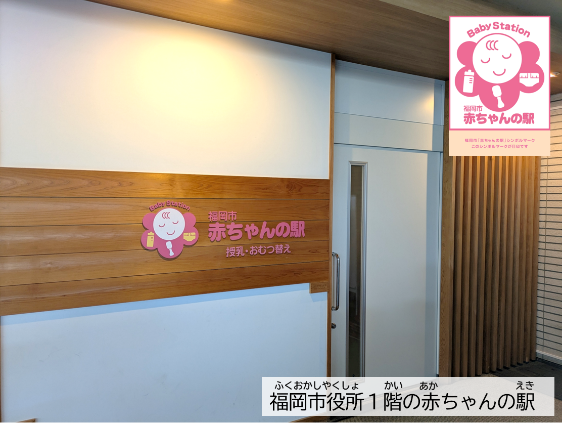 Baby Station
福岡市
赤ちゃんの駅
授乳・おむつ替え
Baby Station
福岡市
赤ちゃんの駅
ふくおかしやくしょ かい あか えき
福岡市役所1階の赤ちゃんの駅